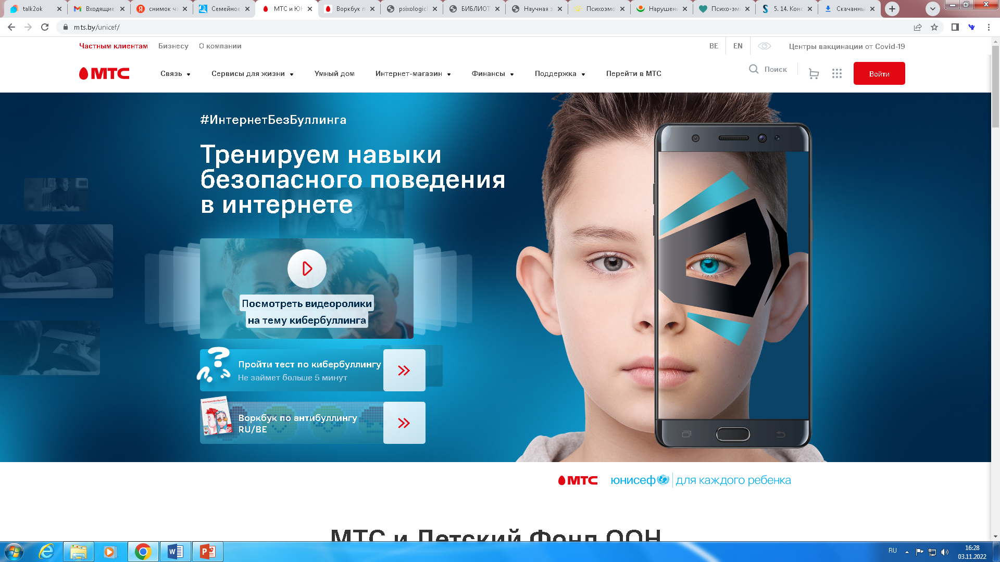 talk2ok
Входящие
снимок ча
Семейное
МТС и ЮН
Воркбук п
psixologicl
БИБЛИОТ
Научная э
Психоэмо
Нарушени
Психо-эм
5. 14. Конс
Скачанны
mts.by/unicef/
Частным клиентам Бизнесу О компании BE EN Центры вакцинации от Covid-19
МТС Связь Сервисы для жизни Умный дом Интернет-магазин Финансы Поддержка Перейти в МТС Поиск Войти
#ИнтернетБезБуллинга
Тренируем навыки
безопасного поведения
в интернете
Посмотреть видеоролики
на тему кибербуллинга
Пройти тест по кибербуллингу
Не займет больше 5 минут
Воркбук по антибуллингу
RU/BE
МТС юнисеф для каждого ребенка
МТС и Детский Фонд ООН
RU
16:28
03.11.2022